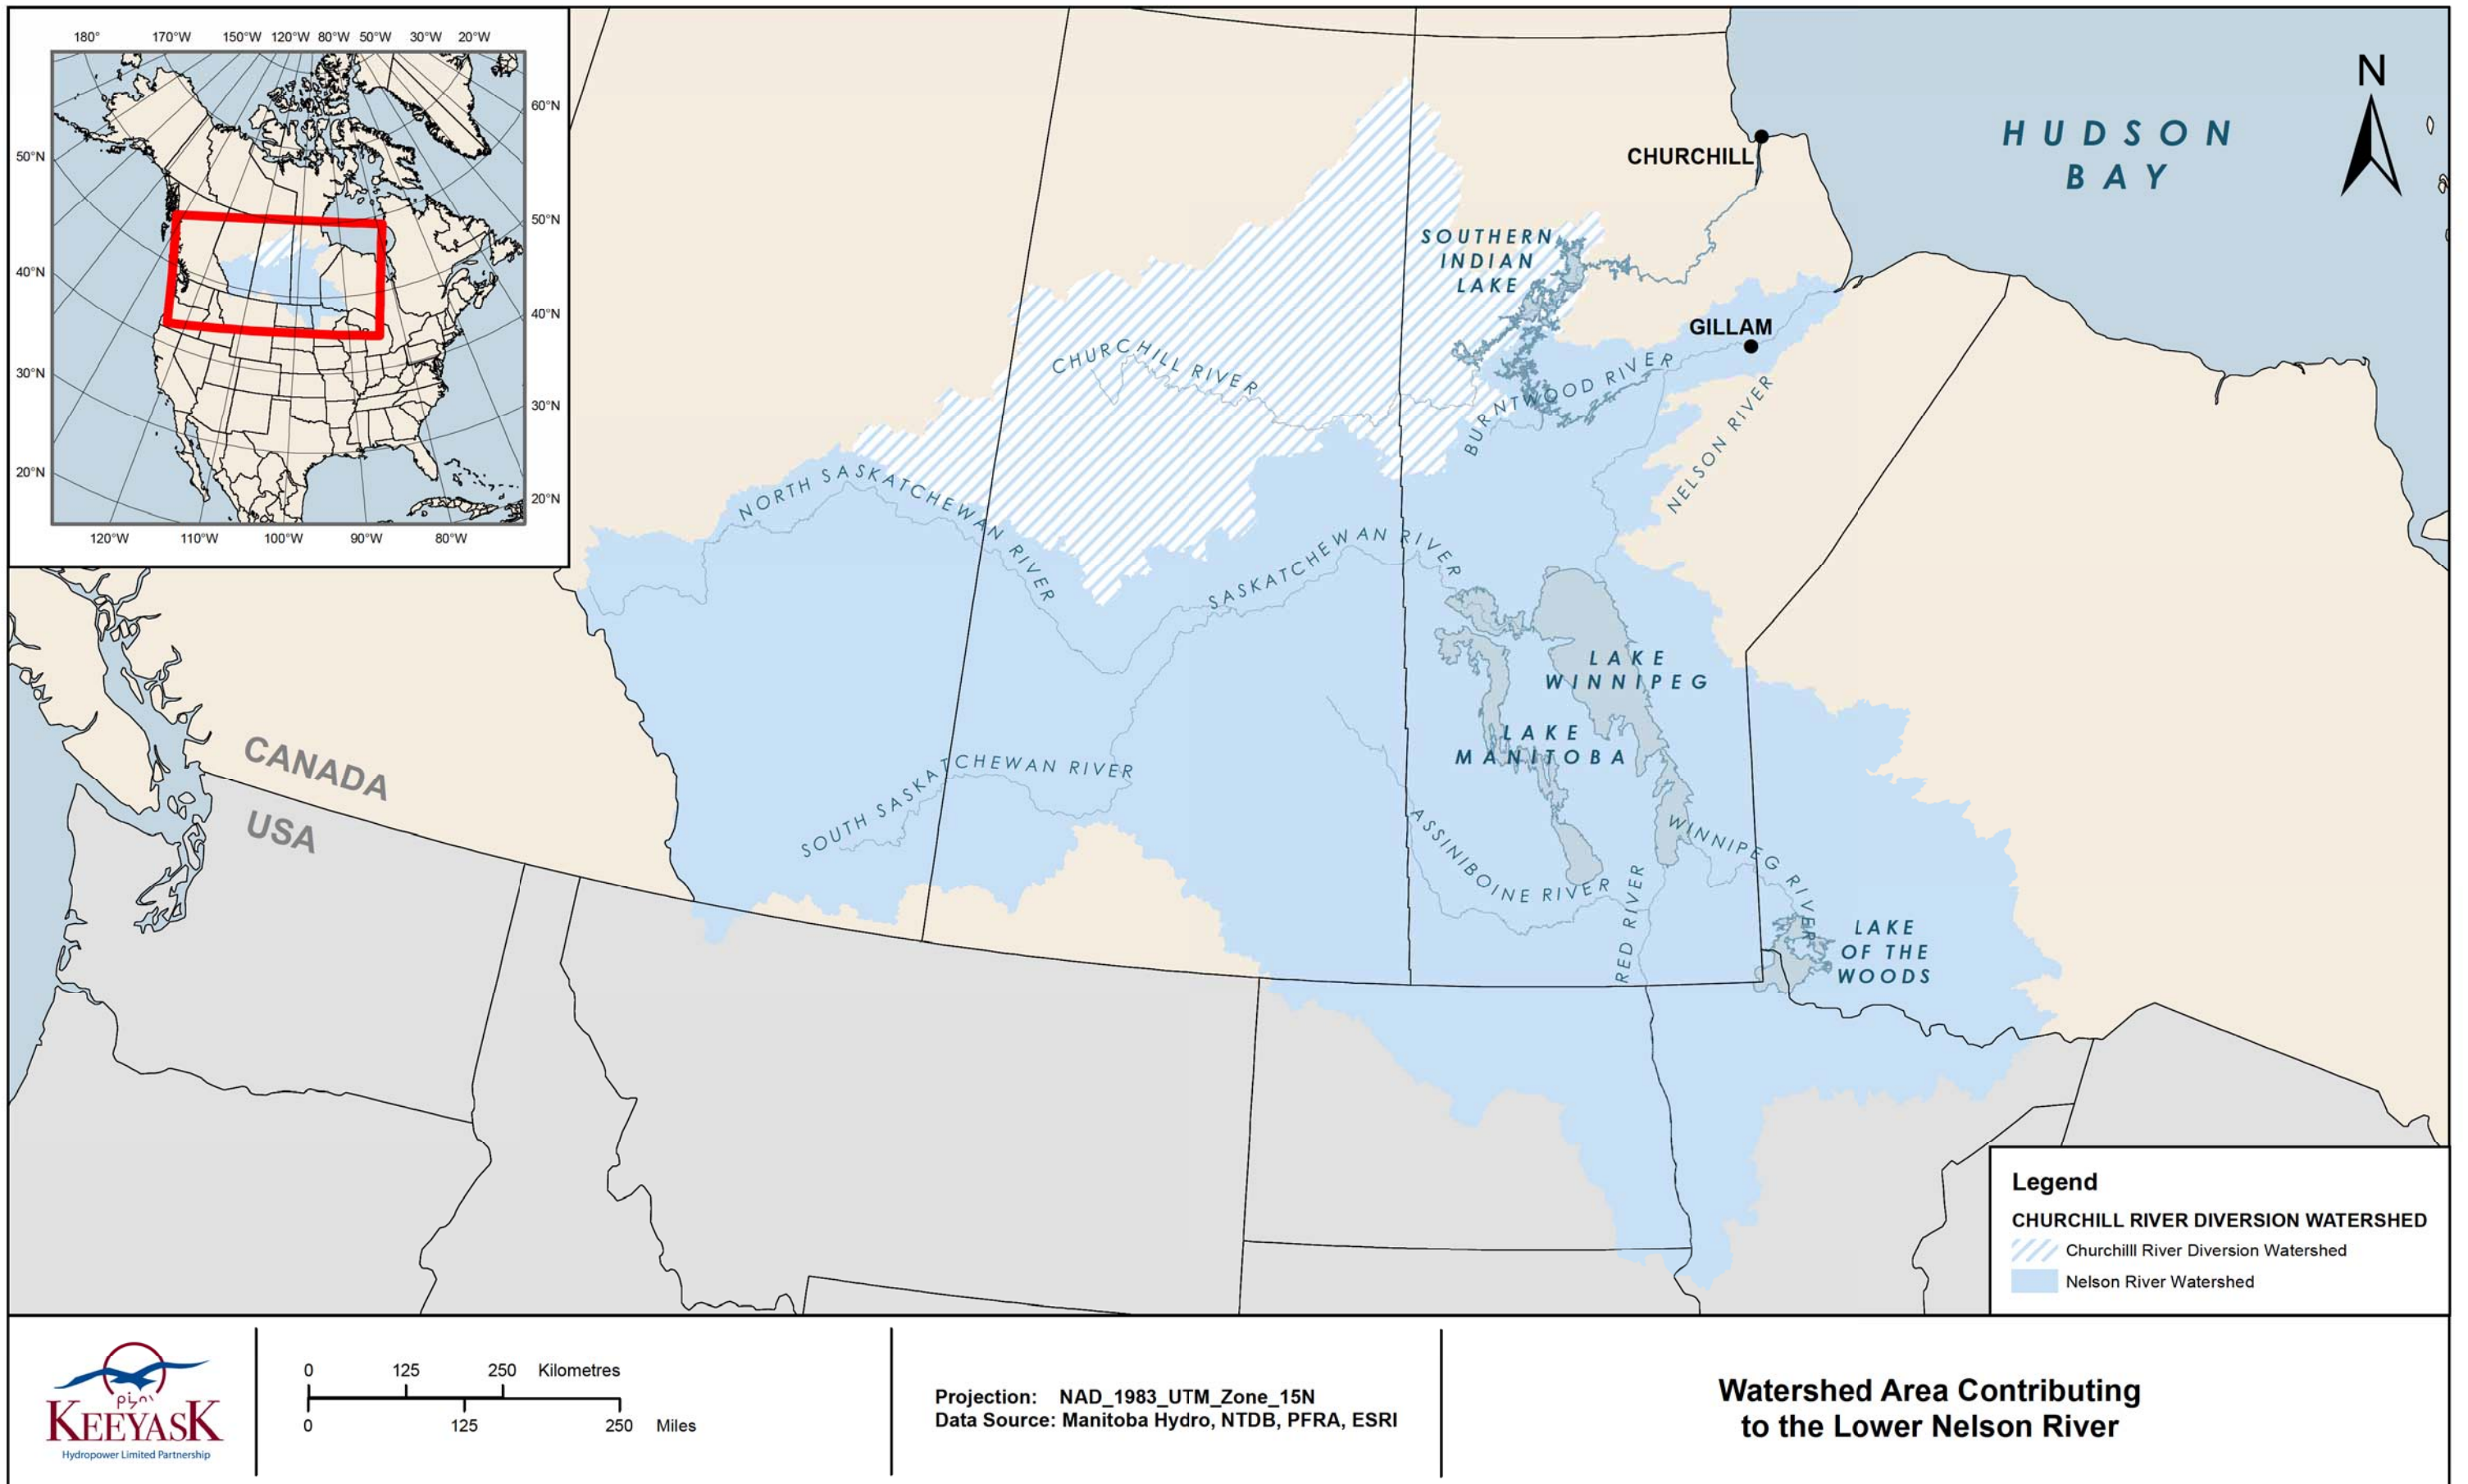 180° 170°W 150°W 120°W 80°W 50°W 30°W 20°W
60°N
50°N
50°N
40°N
40°N
30°N
30°N
20°N
20°N
120°W 110°W 100°W 90°W 80°W
N
HUDSON
BAY
CHURCHILL
SOUTHERN
INDIAN
LAKE
GILLAM
CHURCHILL RIVER
BURNTWOOD RIVER
NELSON RIVER
NORTH SASKATCHEWAN RIVER
SASKATCHEWAN RIVER
LAKE
WINNIPEG
LAKE
MANITOBA
SOUTH SASKATCHEWAN RIVER
CANADA
USA
ASSINIBOINE RIVER
RED RIVER
WINNIPEG RIVER
LAKE
OF THE
WOODS
Legend
CHURCHILL RIVER DIVERSION WATERSHED
Churchilll River Diversion Watershed
Nelson River Watershed
KEEYASK
Hydropower Limited Partnership
0 125 250 Kilometres
0 125 250 Miles
Projection: NAD_1983_UTM_Zone_15N
Data Source: Manitoba Hydro, NTDB, PFRA, ESRI
Watershed Area Contributing
to the Lower Nelson River